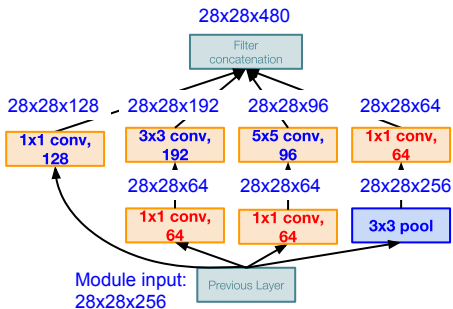 28x28x480
Filter
concatenation
28x28x128
28x28x192
28x28x96
28x28x64
1x1 conv,
128
3x3 conv,
192
5x5 conv,
96
1x1 conv,
64
28x28x64
28x28x64
28x28x256
1x1 conv,
64
1x1 conv,
64
3x3 pool
Module input:
28x28x256
Previous Layer